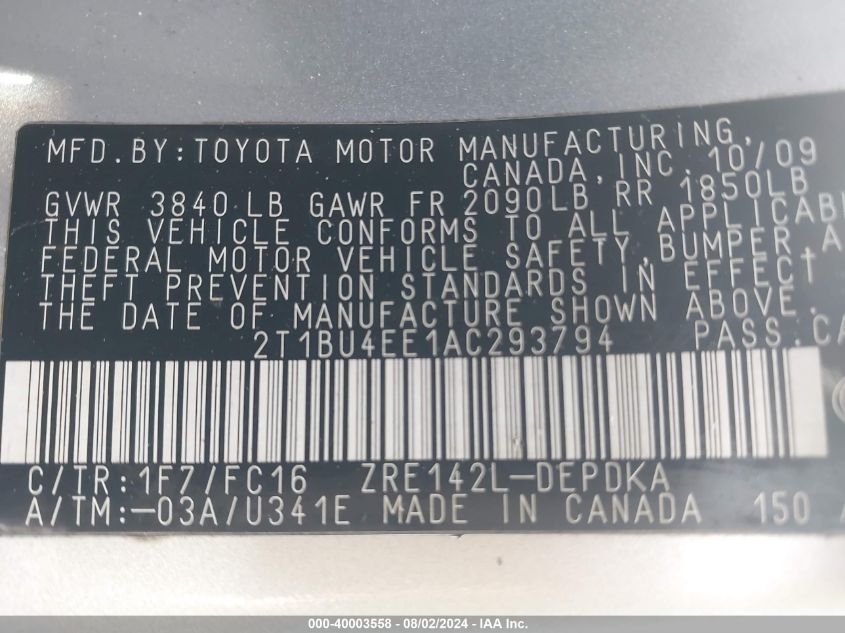 MFD.BY:TOYOTA MOTOR MANUFACTURING,
CANADA,INC. 10/09
GVWR 3840 LB GAWR FR 2090LB RR 1850LB
THIS VEHICLE CONFORMS TO ALL
FEDERAL MOTOR VEHICLE SAFETY,BUMPER,
THEFT PREVENTION STANDARDS IN EFFECT
THE DATE OF MANUFACTURE SHOWN ABOVE.
2T1BU4EE1AC293794 PASS.
C/TR:1F7/FC16 ZRE142L-DEPDKA
A/TM:-03A/U341E MADE IN CANADA 150
000-40003558 - 08/02/2024 - IAA Inc.